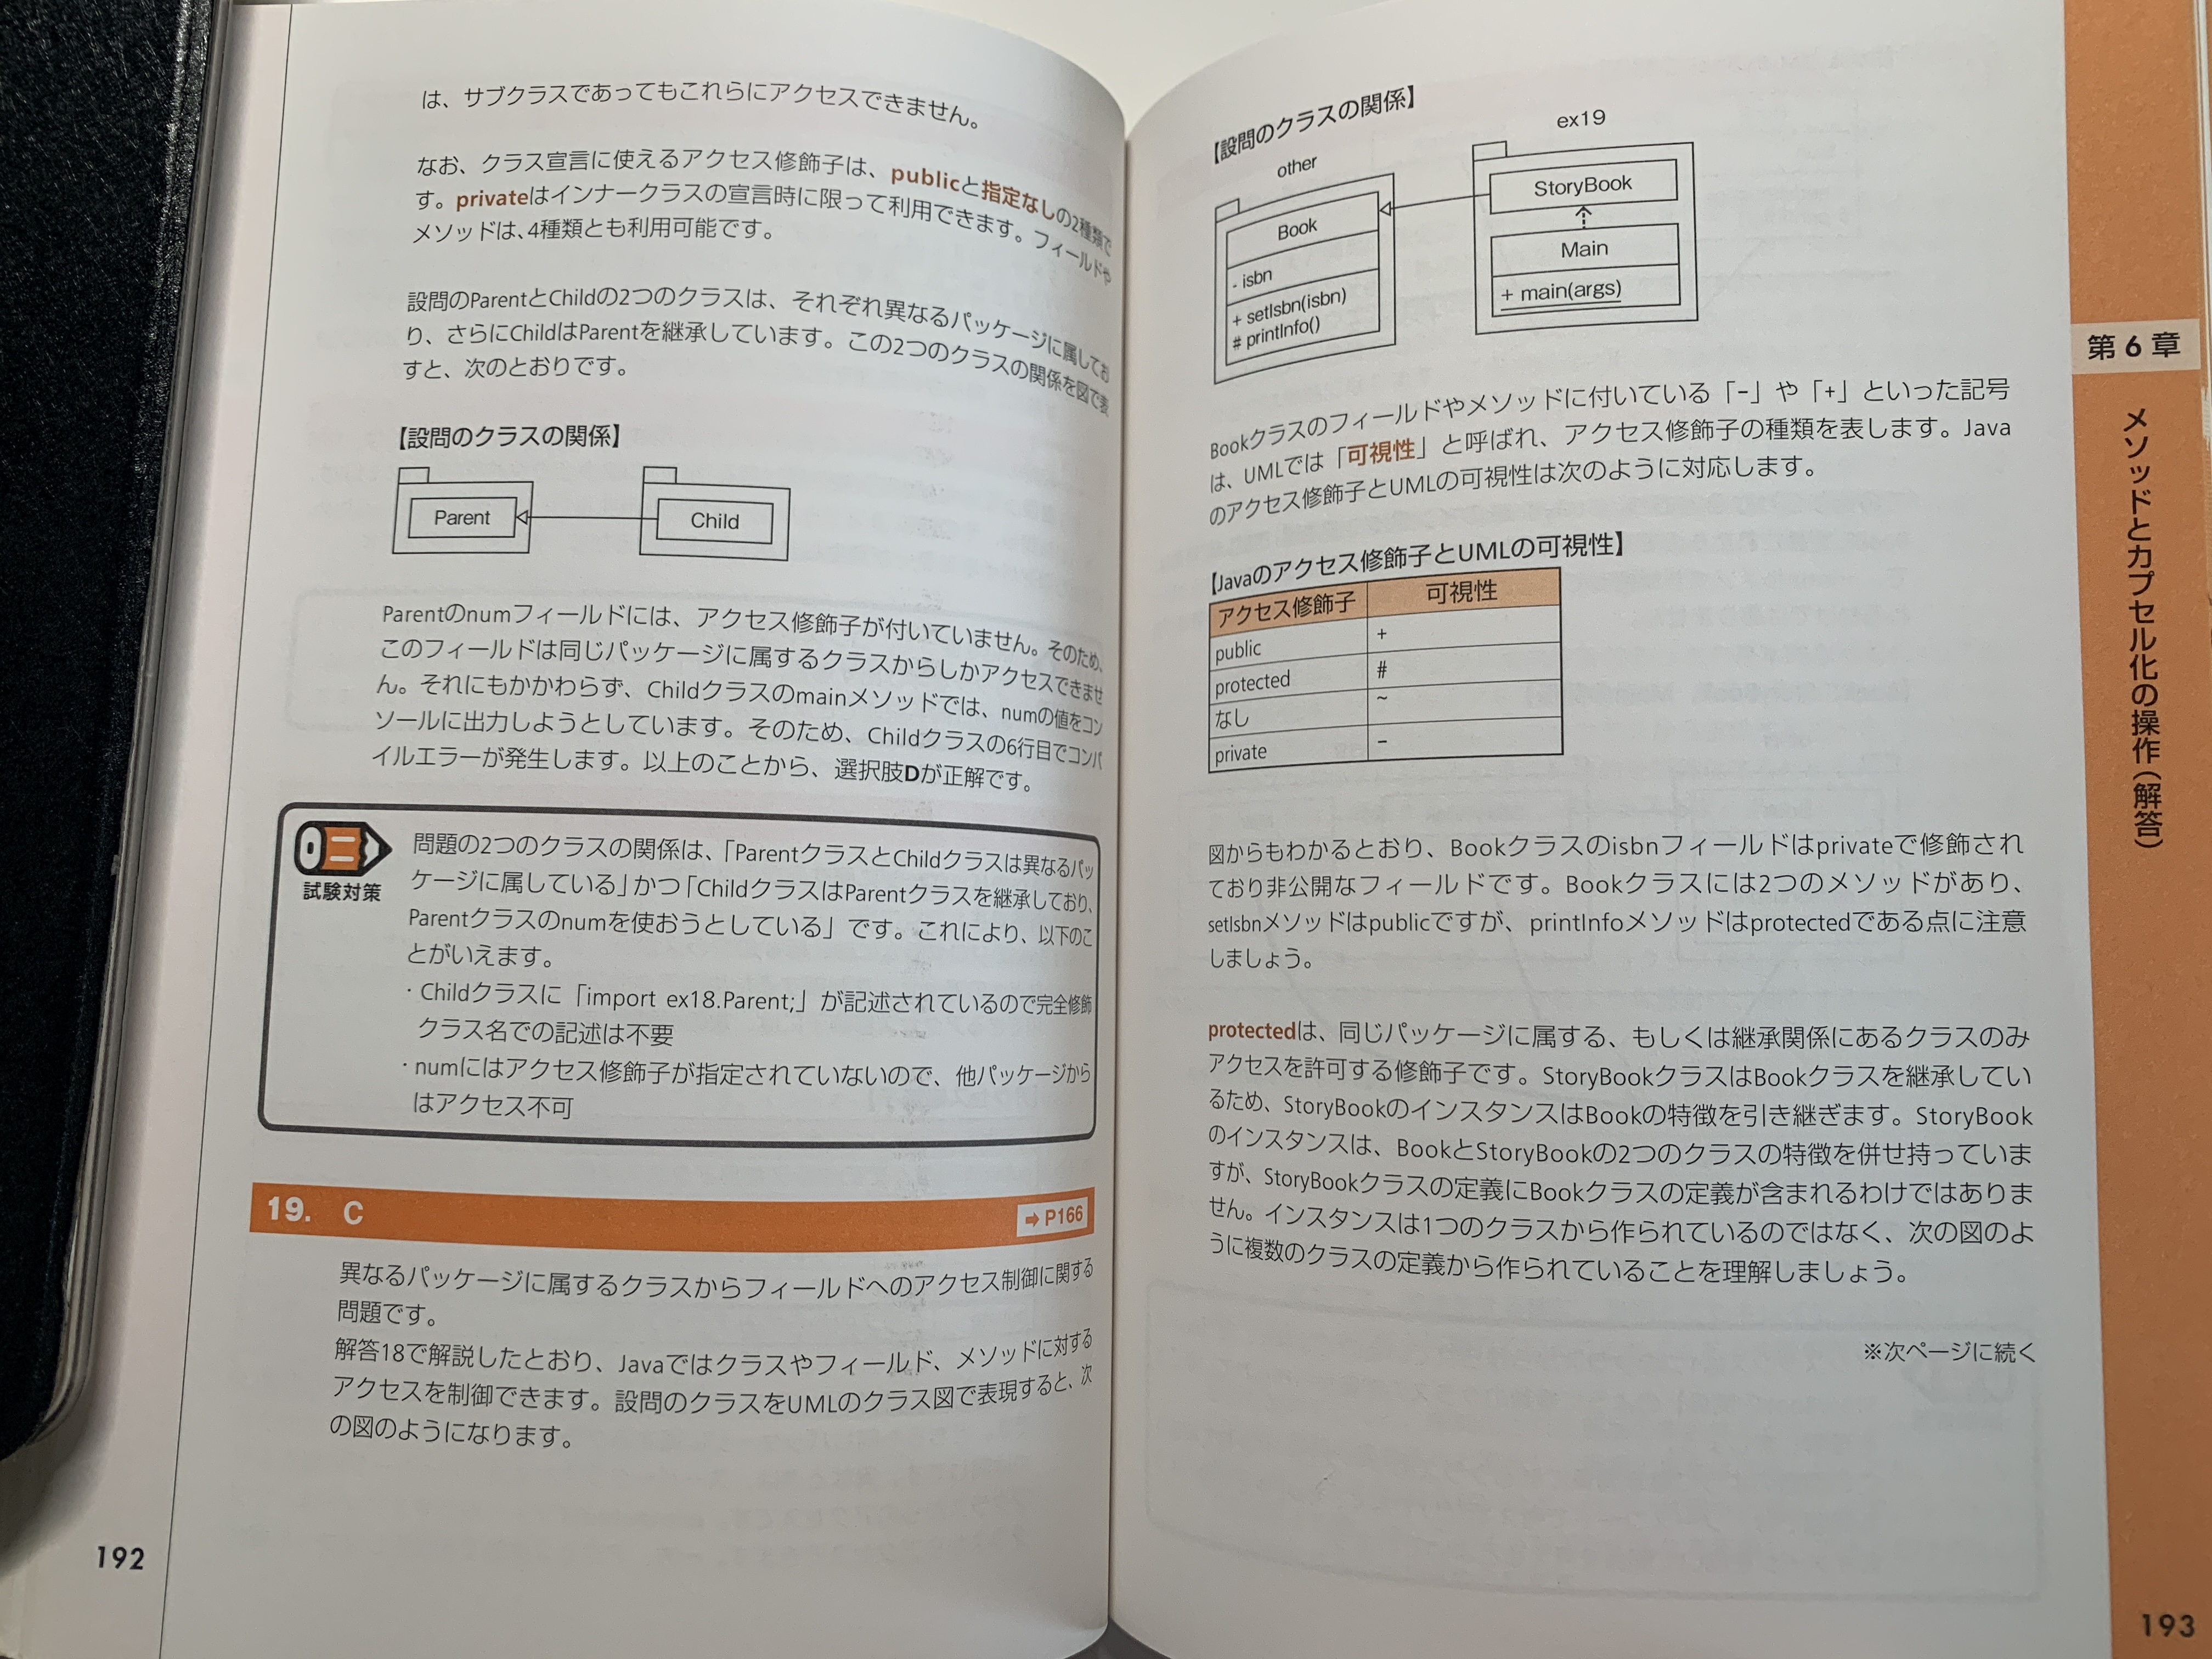 は、サブクラスであってもこれらにアクセスできません。
なお、クラス宣言に使えるアクセス修飾子は、publicと指定なしの2種類で
す。privateはインナークラスの宣言時に限って利用できます。フィールドや
メソッドは、4種類とも利用可能です。
設問のParentとChildの2つのクラスは、それぞれ異なるパッケージに属してお
り、さらにChildはParentを継承しています。この2つのクラスの関係を図で表
すと、次のとおりです。
【設問のクラスの関係】
Parent
Child
Parentのnumフィールドには、アクセス修飾子が付いていません。そのため、
このフィールドは同じパッケージに属するクラスからしかアクセスできませ
ん。それにもかかわらず、Childクラスのmainメソッドでは、numの値をコン
ソールに出力しようとしています。そのため、Childクラスの6行目でコンパ
イルエラーが発生します。以上のことから、選択肢Dが正解です。
試験対策
問題の2つのクラスの関係は、「ParentクラスとChildクラスは異なるパッ
ケージに属している」かつ「ChildクラスはParentクラスを継承しており、
Parentクラスのnumを使おうとしている」です。これにより、以下のこ
とがいえます。
・Childクラスに「import ex18.Parent;」が記述されているので完全修飾
クラス名での記述は不要
・numにはアクセス修飾子が指定されていないので、他パッケージから
はアクセス不可
19. C
➡ P166
異なるパッケージに属するクラスからフィールドへのアクセス制御に関する
問題です。
解答18で解説したとおり、Javaではクラスやフィールド、メソッドに対する
アクセスを制御できます。設問のクラスをUMLのクラス図で表現すると、次
の図のようになります。
192
【設問のクラスの関係】
other
Book
- isbn
+ setIsbn(isbn)
# printInfo()
ex19
StoryBook
Main
+ main(args)
Bookクラスのフィールドやメソッドに付いている「-」や「+」といった記号
は、UMLでは「可視性」と呼ばれ、アクセス修飾子の種類を表します。Java
のアクセス修飾子とUMLの可視性は次のように対応します。
【Javaのアクセス修飾子とUMLの可視性】
アクセス修飾子 可視性
public +
protected #
なし ~
private -
図からもわかるとおり、Bookクラスのisbnフィールドはprivateで修飾され
ており非公開なフィールドです。Bookクラスには2つのメソッドがあり、
setIsbnメソッドはpublicですが、printInfoメソッドはprotectedである点に注意
しましょう。
protectedは、同じパッケージに属する、もしくは継承関係にあるクラスのみ
アクセスを許可する修飾子です。StoryBookクラスはBookクラスを継承してい
るため、StoryBookのインスタンスはBookの特徴を引き継ぎます。StoryBook
のインスタンスは、BookとStoryBookの2つのクラスの特徴を併せ持っていま
すが、StoryBookクラスの定義にBookクラスの定義が含まれるわけではありま
せん。インスタンスは1つのクラスから作られているのではなく、次の図のよ
うに複数のクラスの定義から作られていることを理解しましょう。
※次ページに続く
第6章
メソッドとカプセル化の操作（解答）
193